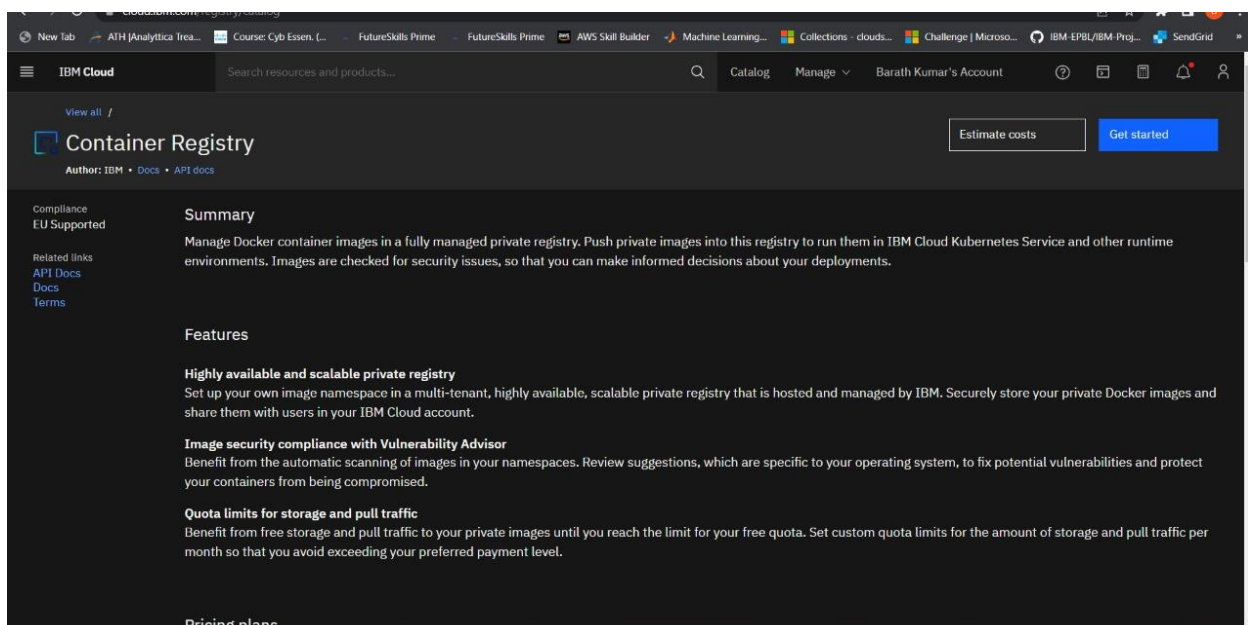 cloud.ibm.com/registry/catalog
New Tab ATH |Analyttica Trea... Course: Cyb Essen. (... FutureSkills Prime FutureSkills Prime AWS Skill Builder Machine Learning... Collections - clouds... Challenge | Microso... IBM-EPBL/IBM-Proj... SendGrid »
IBM Cloud Search resources and products... Catalog Manage Barath Kumar's Account
View all /
Container Registry
Estimate costs Get started
Author: IBM • Docs • API docs
Compliance
EU Supported
Related links
API Docs
Docs
Terms
Summary
Manage Docker container images in a fully managed private registry. Push private images into this registry to run them in IBM Cloud Kubernetes Service and other runtime
environments. Images are checked for security issues, so that you can make informed decisions about your deployments.
Features
Highly available and scalable private registry
Set up your own image namespace in a multi-tenant, highly available, scalable private registry that is hosted and managed by IBM. Securely store your private Docker images and
share them with users in your IBM Cloud account.
Image security compliance with Vulnerability Advisor
Benefit from the automatic scanning of images in your namespaces. Review suggestions, which are specific to your operating system, to fix potential vulnerabilities and protect
your containers from being compromised.
Quota limits for storage and pull traffic
Benefit from free storage and pull traffic to your private images until you reach the limit for your free quota. Set custom quota limits for the amount of storage and pull traffic per
month so that you avoid exceeding your preferred payment level.
Pricing plans